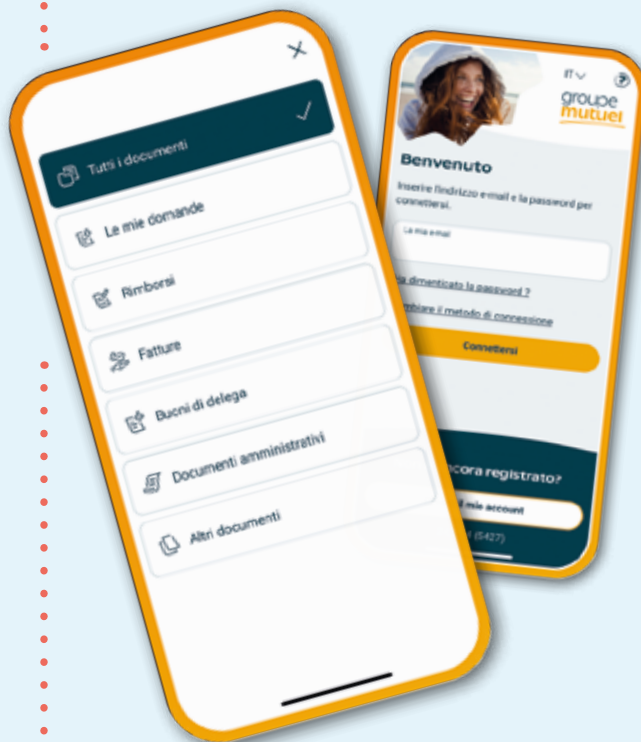 Tutti i documenti
Le mie domande
Rimborsi
Fatture
Buoni di delega
Documenti amministrativi
Altri documenti
IT
?
groupe
mutuel
Benvenuto
Inserire l'indirizzo e-mail e la password per
connettersi.
La mia e-mail
dimenticato la password ?
il metodo di connessione
Connettersi
ancora registrato?
mio account
(5427)